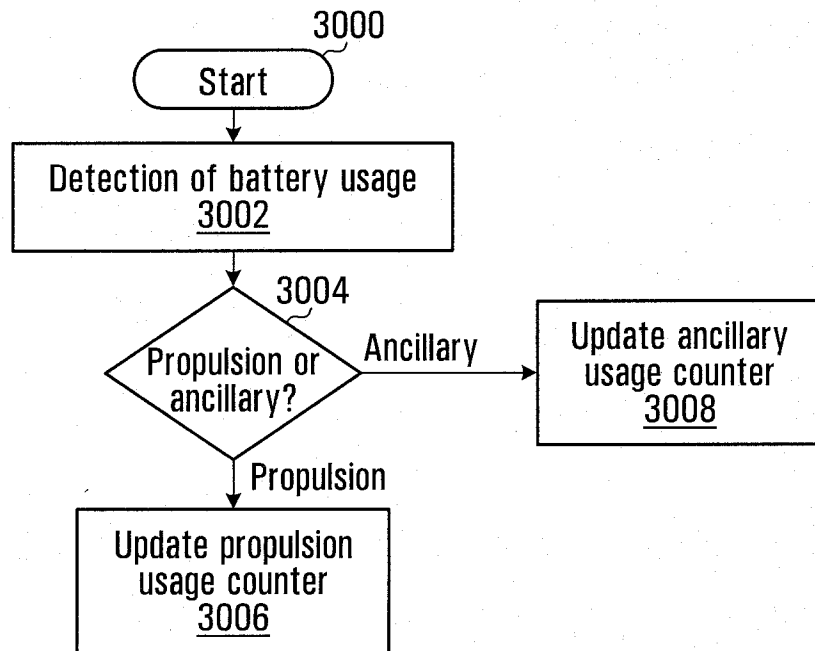 3000
Start
Detection of battery usage
3002
3004
Propulsion or
ancillary?
Ancillary
Update ancillary
usage counter
3008
Propulsion
Update propulsion
usage counter
3006